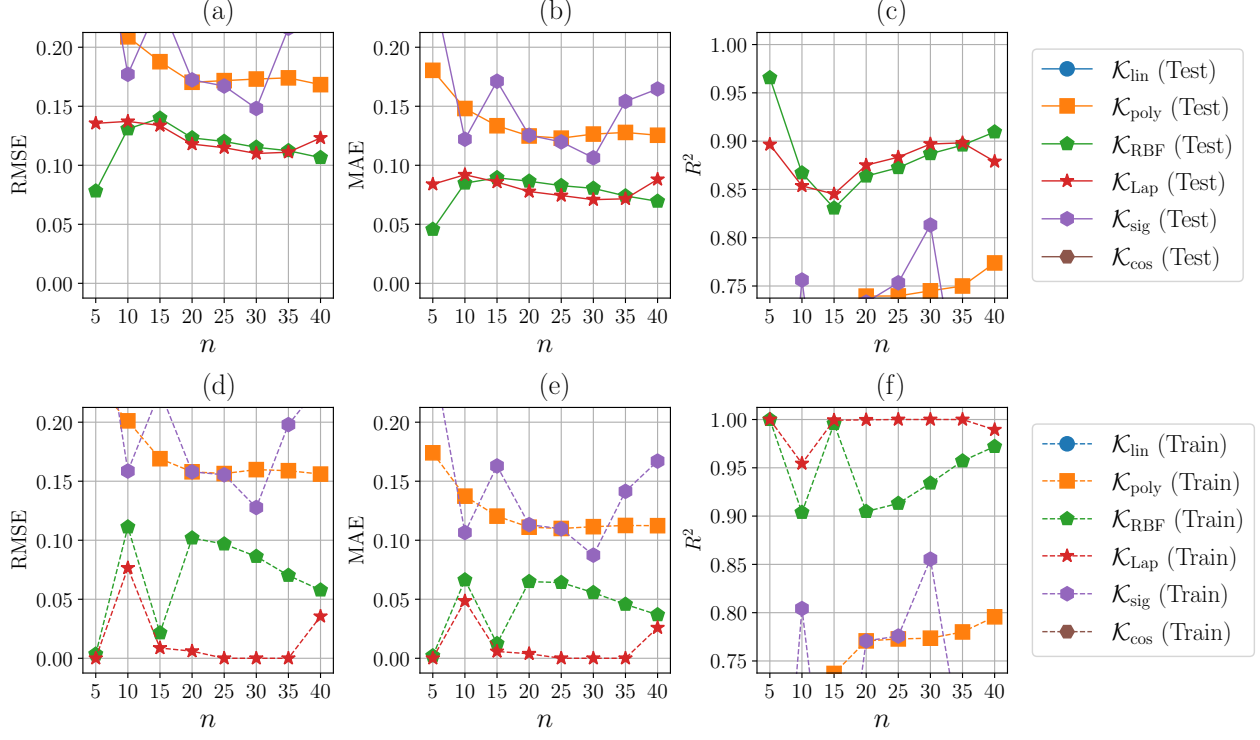 (a)
0.20
0.15
0.10
0.05
0.00
RMSE
5 10 15 20 25 30 35 40
n
(b)
0.20
0.15
0.10
0.05
0.00
MAE
5 10 15 20 25 30 35 40
n
(c)
1.00
0.95
0.90
0.85
0.80
0.75
R²
5 10 15 20 25 30 35 40
n
𝒦lin (Test)
𝒦poly (Test)
𝒦RBF (Test)
𝒦Lap (Test)
𝒦sig (Test)
𝒦cos (Test)
(d)
0.20
0.15
0.10
0.05
0.00
RMSE
5 10 15 20 25 30 35 40
n
(e)
0.20
0.15
0.10
0.05
0.00
MAE
5 10 15 20 25 30 35 40
n
(f)
1.00
0.95
0.90
0.85
0.80
0.75
R²
5 10 15 20 25 30 35 40
n
𝒦lin (Train)
𝒦poly (Train)
𝒦RBF (Train)
𝒦Lap (Train)
𝒦sig (Train)
𝒦cos (Train)